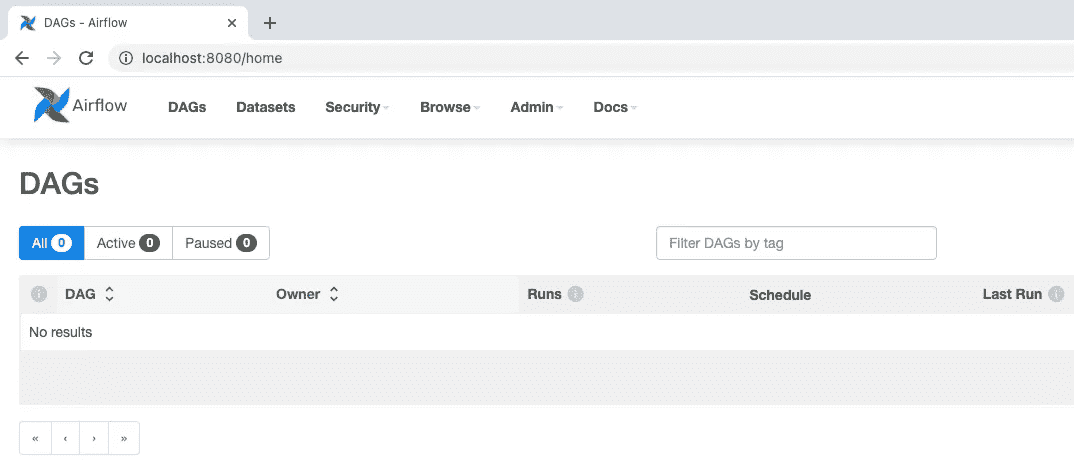 DAGs - Airflow
localhost:8080/home
Airflow DAGs Datasets Security Browse Admin Docs
DAGs
All 0 Active 0 Paused 0 Filter DAGs by tag
DAG Owner Runs Schedule Last Run
No results
« ‹ › »